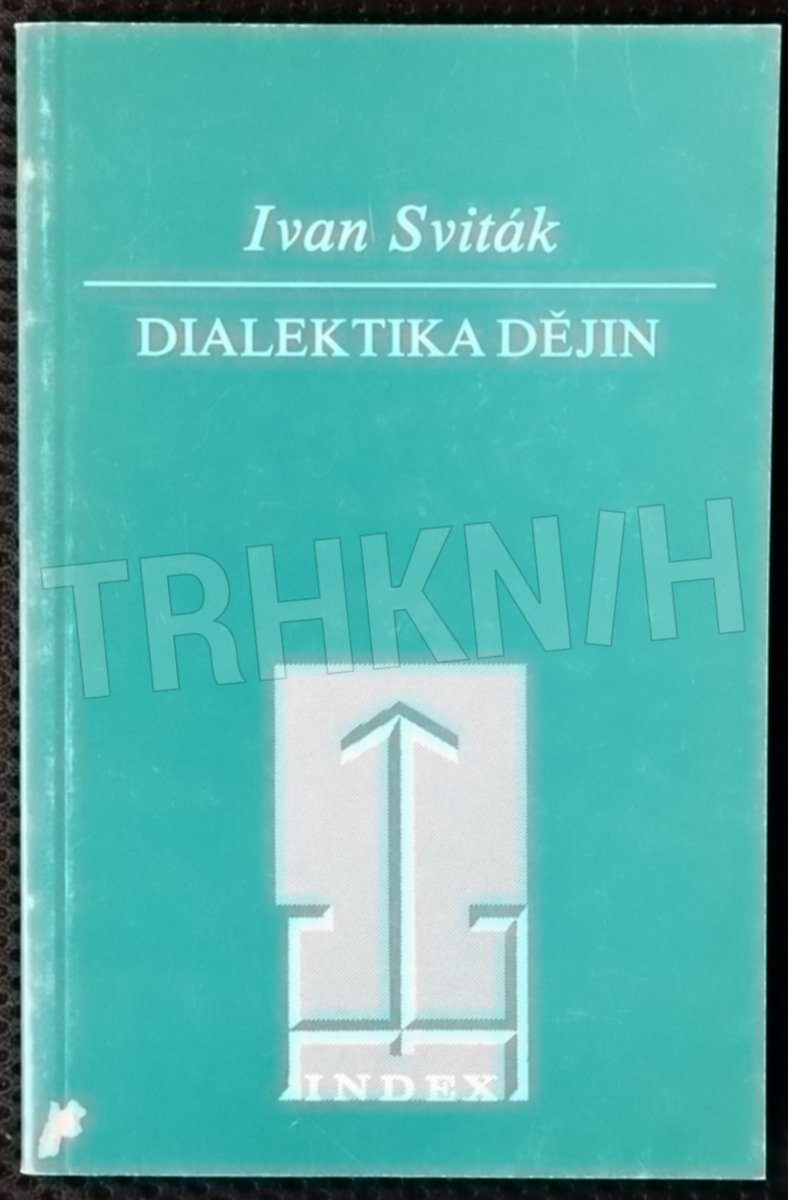 Ivan Sviták
DIALEKTIKA DĚJIN
TRHKNIH
INDEX